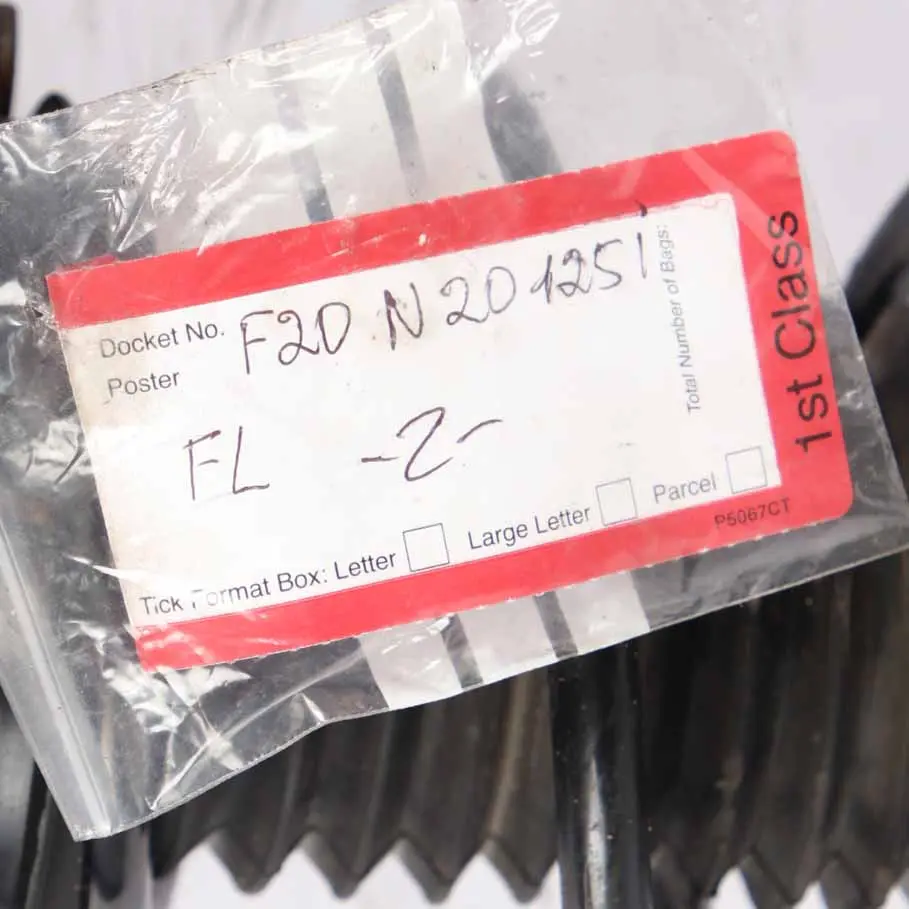 Docket No. F20 N20 125i
Poster
FL -2-
Tick Format Box: Letter Large Letter Parcel
P5067CT
Total Number of Bags:
1st Class